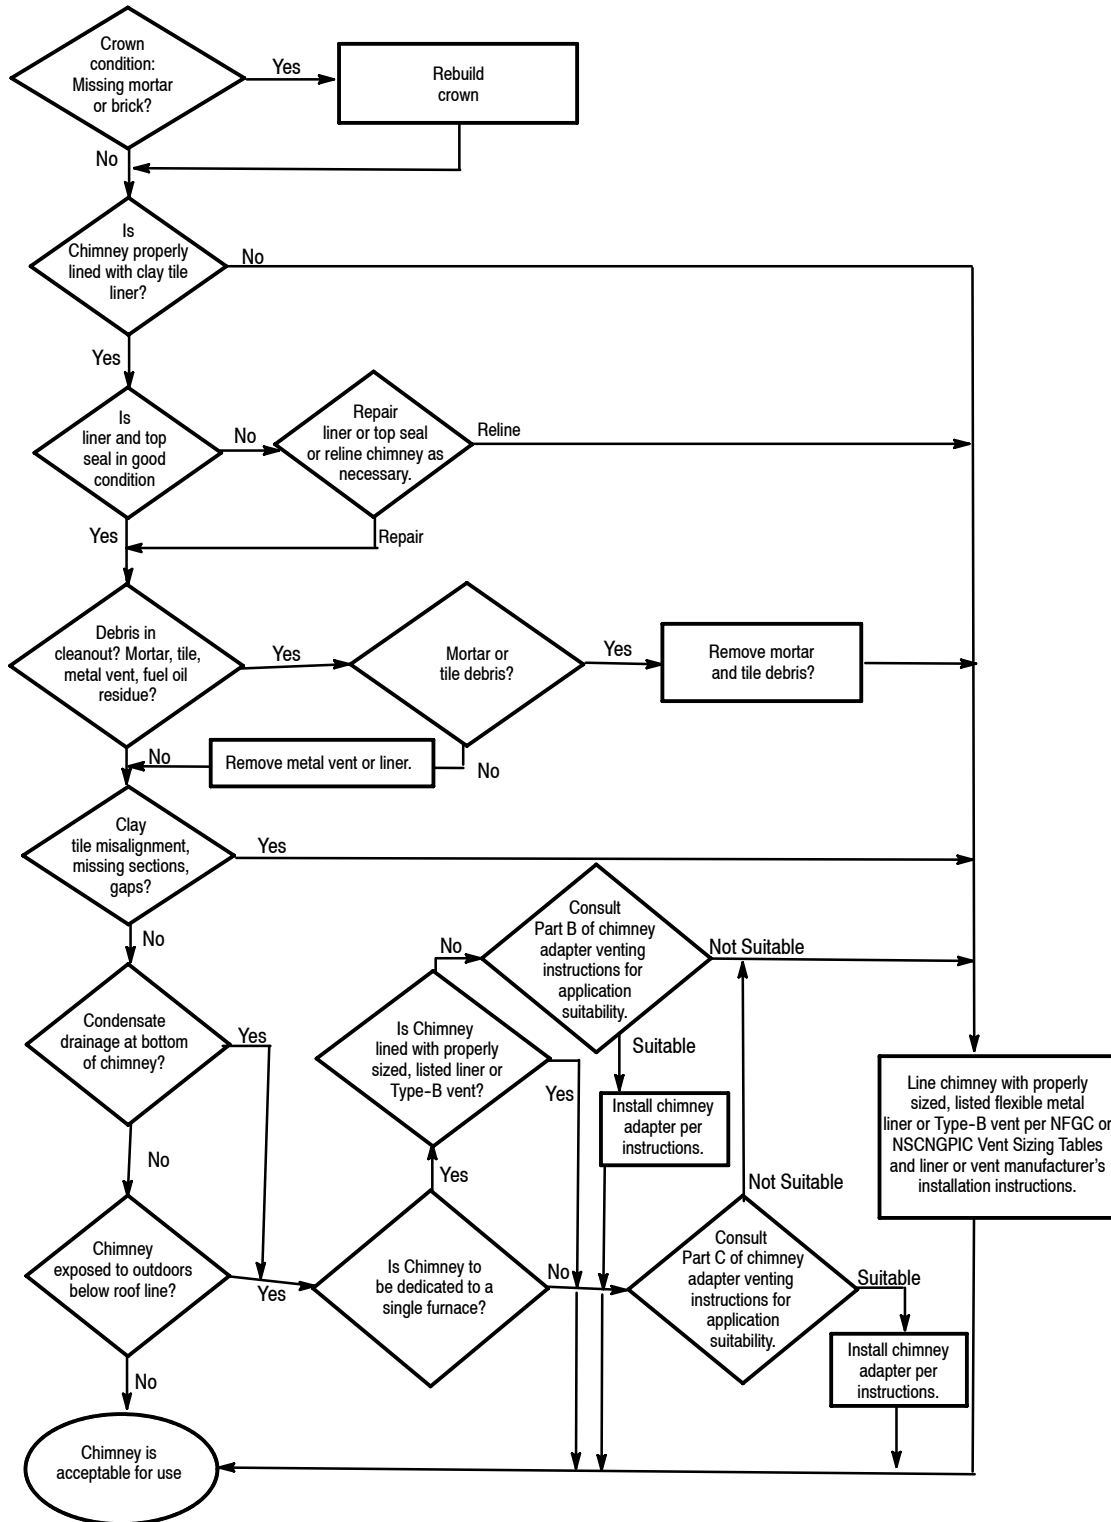 Crown
condition:
Missing mortar
or brick?
Yes
Rebuild
crown
No
Is
Chimney properly
lined with clay tile
liner?
No
Yes
Is
liner and top
seal in good
condition
No
Repair
liner or top seal
or reline chimney as
necessary.
Reline
Yes
Repair
Debris in
cleanout? Mortar, tile,
metal vent, fuel oil
residue?
Yes
Mortar or
tile debris?
Yes
Remove mortar
and tile debris?
No
Remove metal vent or liner.
No
Clay
tile misalignment,
missing sections,
gaps?
Yes
No
Consult
Part B of chimney
adapter venting
instructions for
application
suitability.
No
Not Suitable
Condensate
drainage at bottom
of chimney?
Yes
Is Chimney
lined with properly
sized, listed liner or
Type-B vent?
Yes
Suitable
Install chimney
adapter per
instructions.
Line chimney with properly
sized, listed flexible metal
liner or Type-B vent per NFGC or
NSCNGPIC Vent Sizing Tables
and liner or vent manufacturer's
installation instructions.
No
Yes
Not Suitable
Chimney
exposed to outdoors
below roof line?
Yes
Is Chimney to
be dedicated to a
single furnace?
No
Consult
Part C of chimney
adapter venting
instructions for
application
suitability.
Suitable
Install chimney
adapter per
instructions.
No
Chimney is
acceptable for use